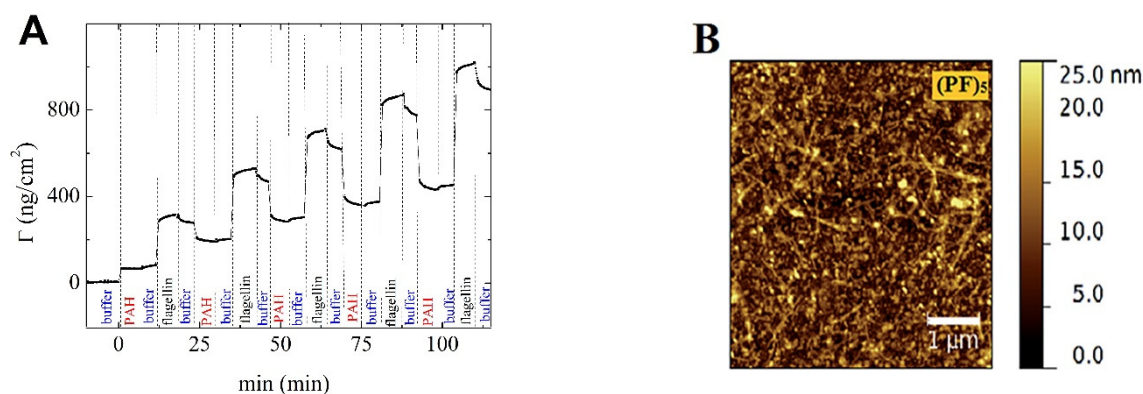 A
Γ (ng/cm²)
800
400
0
buffer
PAH
buffer
flagellin
buffer
PAH
buffer
flagellin
buffer
PAH
buffer
flagellin
buffer
PAH
buffer
flagellin
buffer
PAH
buffer
flagellin
buffer
0 25 50 75 100
min (min)
B
(PF)₅
1 µm
25.0 nm
20.0
15.0
10.0
5.0
0.0